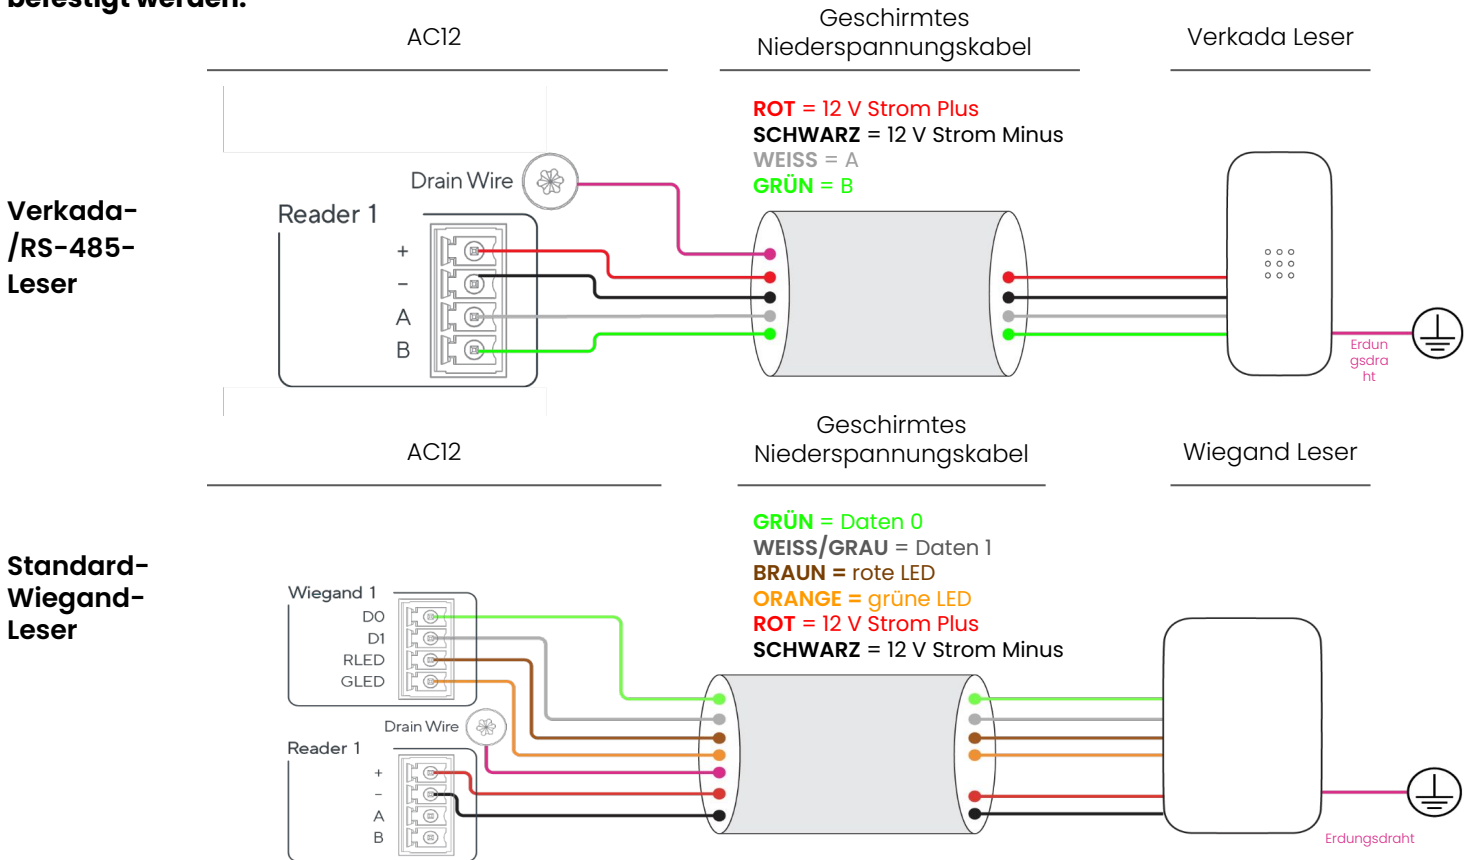 befestigt werden.
AC12
Geschirmtes
Niederspannungskabel
Verkada Leser
ROT = 12 V Strom Plus
SCHWARZ = 12 V Strom Minus
WEISS = A
GRÜN = B
Verkada-
/RS-485-
Leser
Drain Wire
Reader 1
+
−
A
B
Erdun
gsdra
ht
AC12
Geschirmtes
Niederspannungskabel
Wiegand Leser
GRÜN = Daten 0
WEISS/GRAU = Daten 1
BRAUN = rote LED
ORANGE = grüne LED
ROT = 12 V Strom Plus
SCHWARZ = 12 V Strom Minus
Standard-
Wiegand-
Leser
Wiegand 1
D0
D1
RLED
GLED
Drain Wire
Reader 1
+
−
A
B
Erdungsdraht